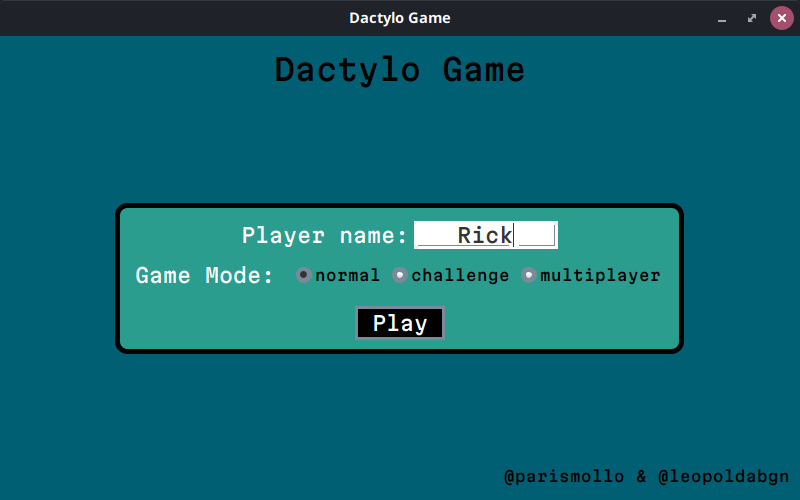 Dactylo Game
Dactylo Game
Player name: Rick
Game Mode: normal challenge multiplayer
Play
@parismollo & @leopoldabgn